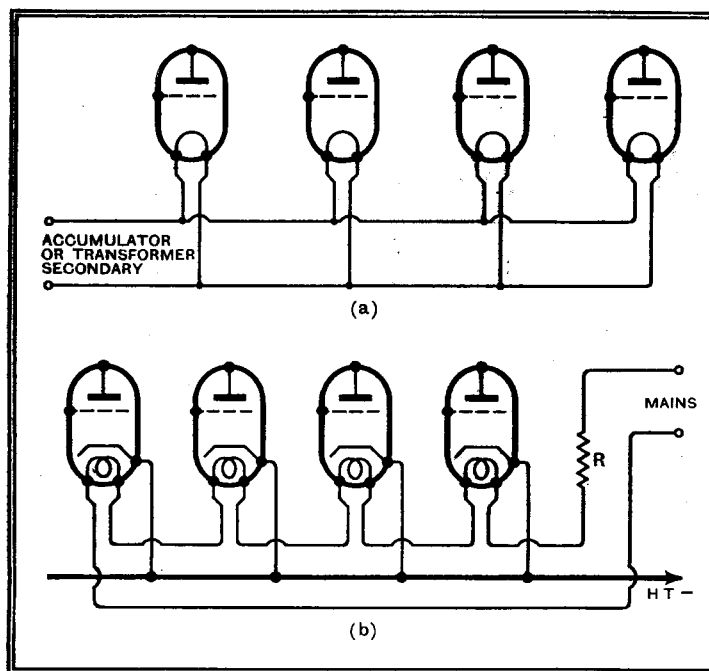 ACCUMULATOR
OR TRANSFORMER
SECONDARY
(a)
MAINS
R
HT−
(b)